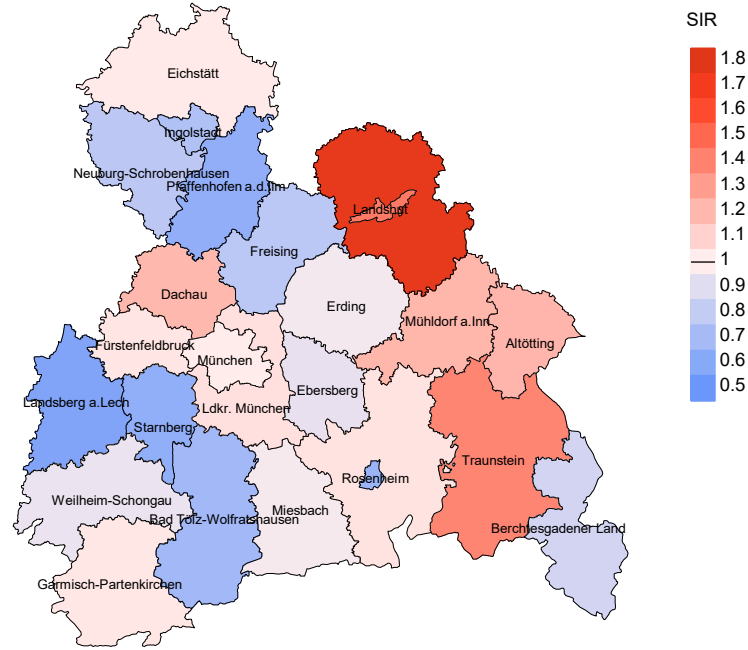 SIR
1.8
1.7
1.6
1.5
1.4
1.3
1.2
1.1
1
0.9
0.8
0.7
0.6
0.5
Eichstätt
Ingolstadt
Neuburg-Schrobenhausen
Pfaffenhofen a.d.Ilm
Landshut
Freising
Dachau
Erding
Mühldorf a.Inn
Altötting
Fürstenfeldbruck
München
Ebersberg
Landsberg a.Lech
Ldkr. München
Starnberg
Traunstein
Rosenheim
Weilheim-Schongau
Miesbach
Bad Tölz-Wolfratshausen
Berchtesgadener Land
Garmisch-Partenkirchen